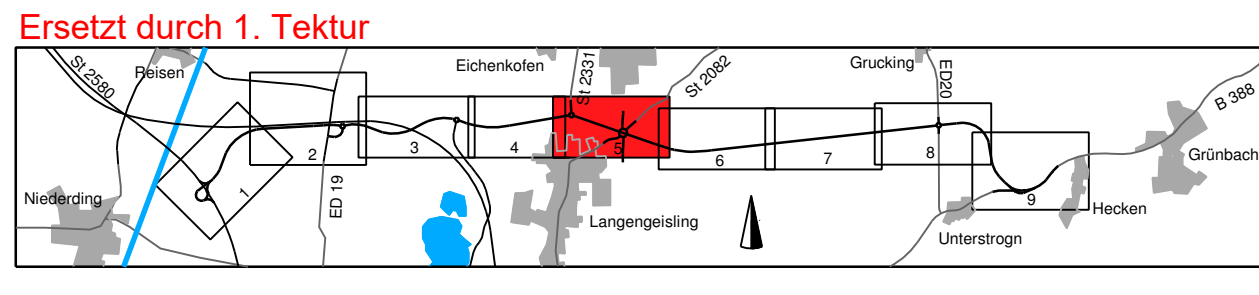 Ersetzt durch 1. Tektur
St 2580
Reisen
Eichenkofen
St 2331
St 2082
Grucking
ED20
B 388
Niederding
1
2
ED 19
3
4
5
6
7
8
9
Grünbach
Langengeisling
Hecken
Unterstrogn